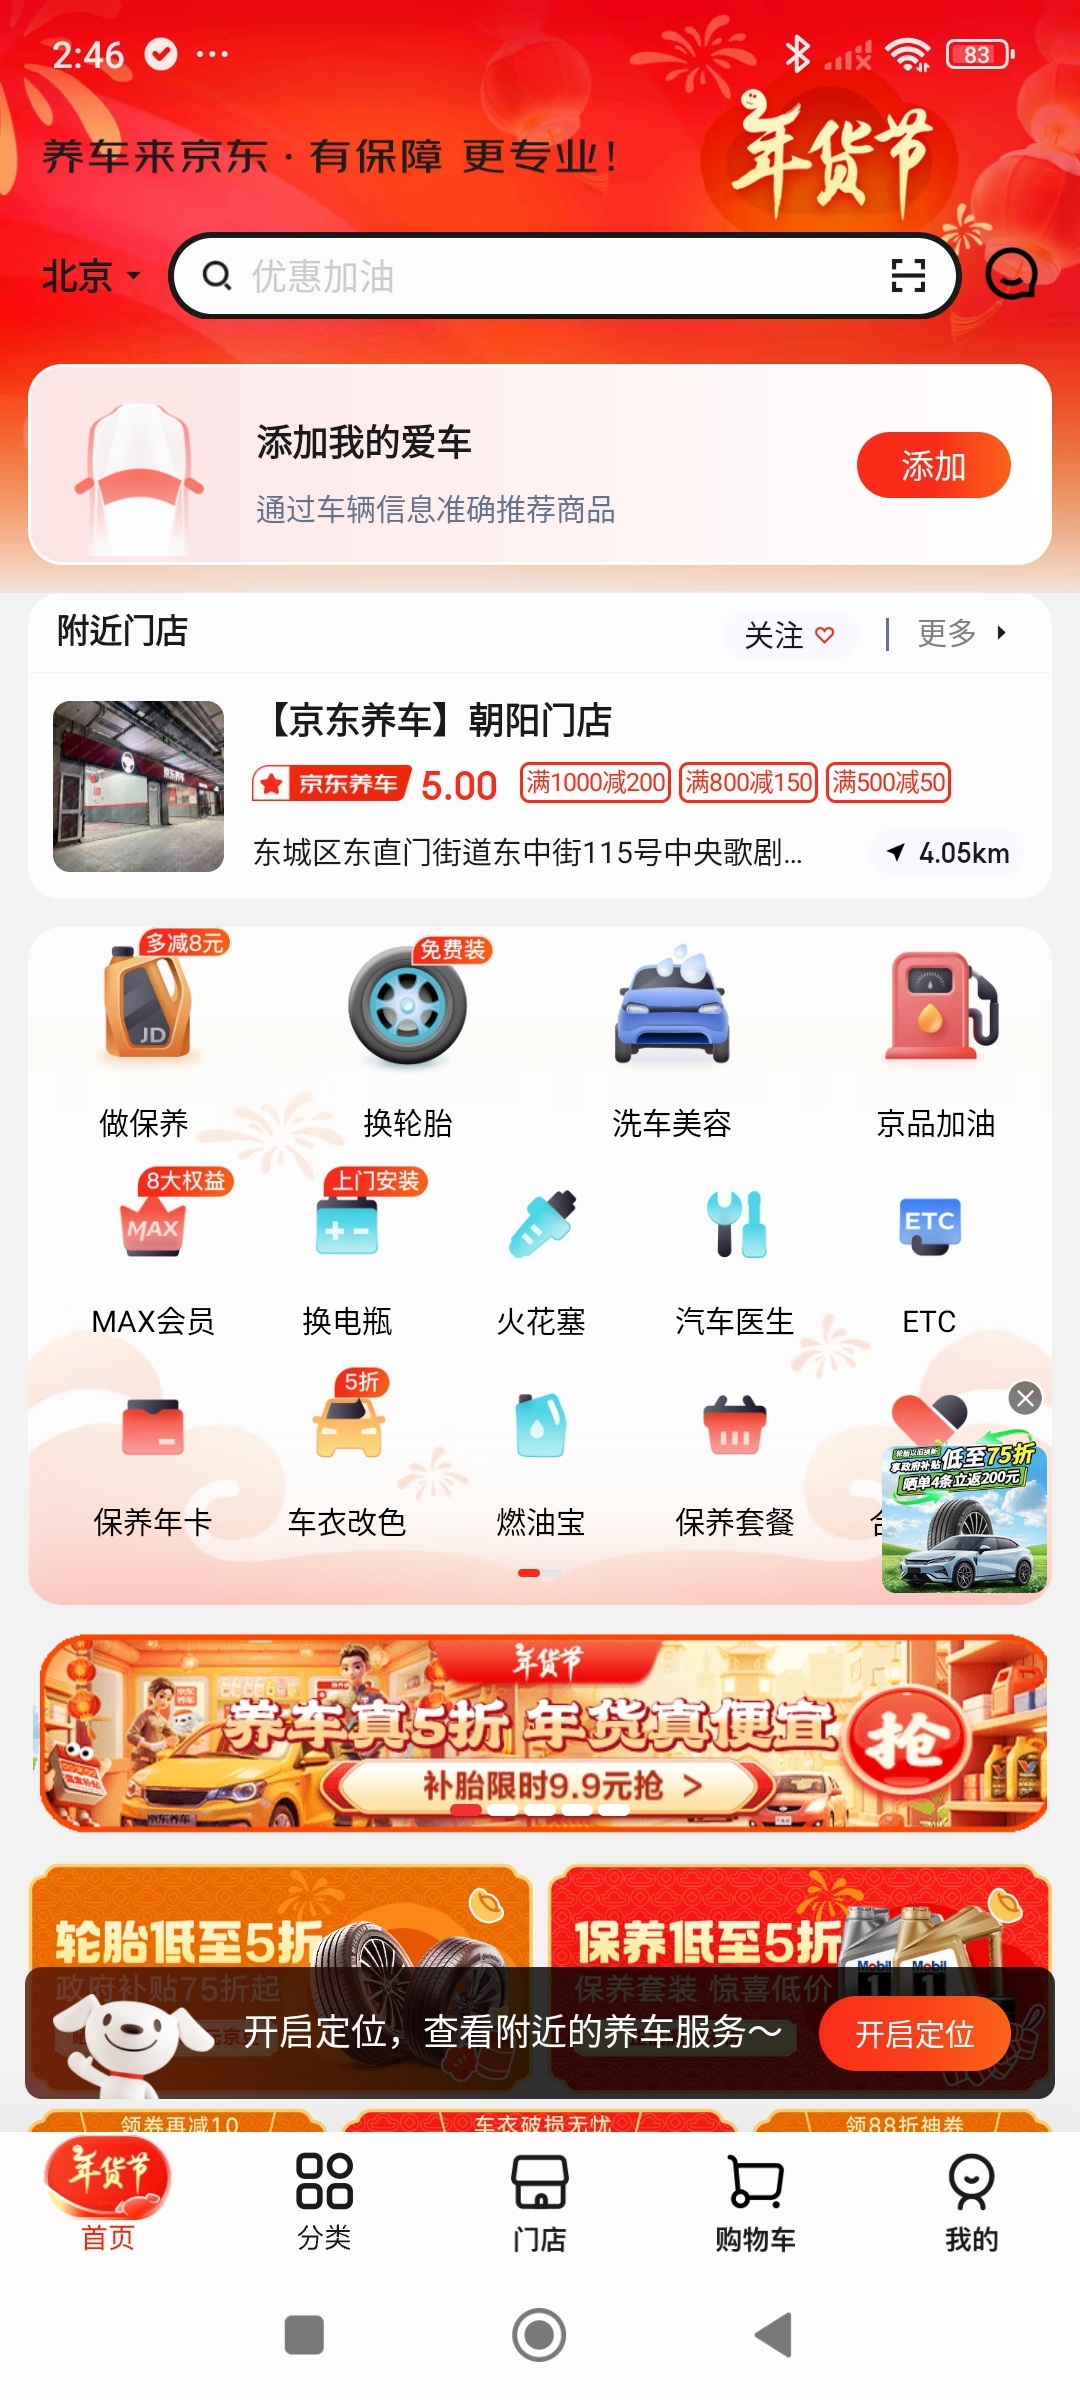 2:46
83
养车来京东·有保障 更专业!
年货节
北京
优惠加油
添加我的爱车
添加
通过车辆信息准确推荐商品
附近门店
关注
更多
【京东养车】朝阳门店
京东养车 5.00 满1000减200 满800减150 满500减50
东城区东直门街道东中街115号中央歌剧...
4.05km
多减8元
免费装
JD
做保养
换轮胎
洗车美容
京品加油
8大权益
上门安装
MAX
ETC
MAX会员
换电瓶
火花塞
汽车医生
ETC
5折
轮胎以旧换新
享政府补贴低至75折
晒单4条立返200元
保养年卡
车衣改色
燃油宝
保养套餐
年货节
养车真5折 年货真便宜
抢
补胎限时9.9元抢 >
京东养车
轮胎低至5折
政府补贴75折起
保养低至5折
保养套装 惊喜低价
Mobil 1
Mobil 1
开启定位，查看附近的养车服务～
开启定位
领券再减10
车衣破损无忧
领88折神券
年货节
首页
分类
门店
购物车
我的